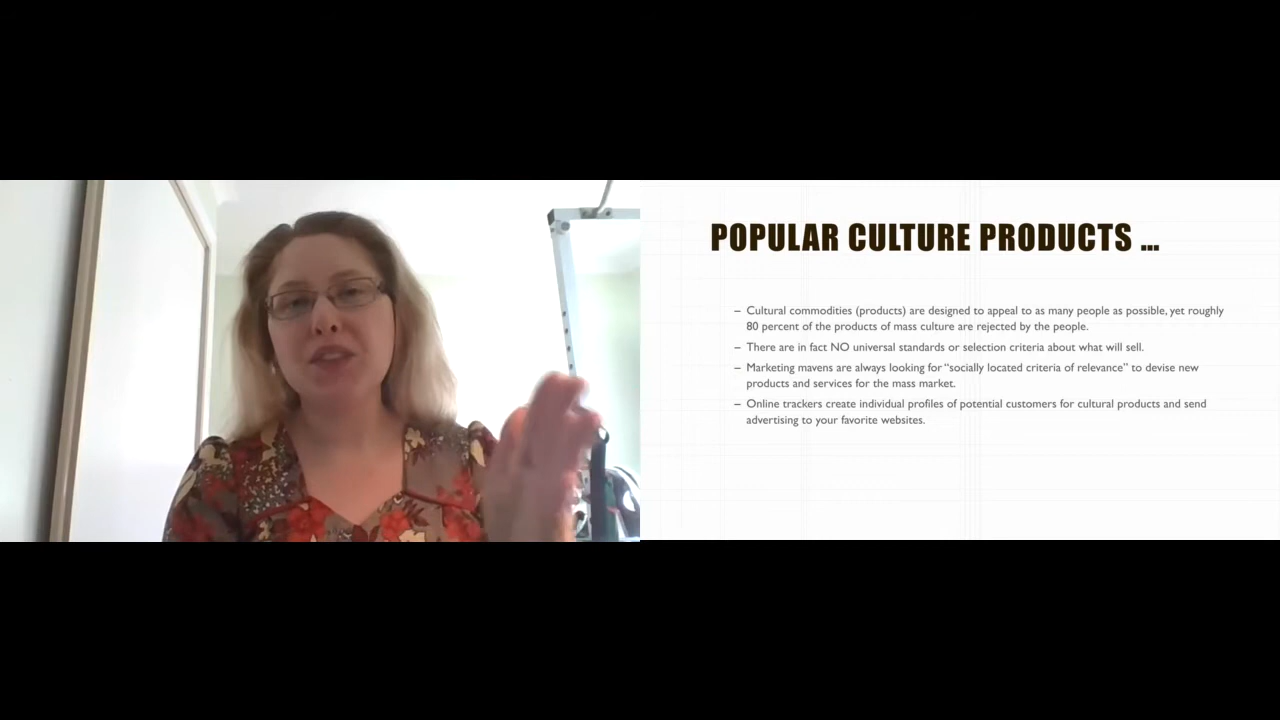 POPULAR CULTURE PRODUCTS ...
– Cultural commodities (products) are designed to appeal to as many people as possible, yet roughly
80 percent of the products of mass culture are rejected by the people.
– There are in fact NO universal standards or selection criteria about what will sell.
– Marketing mavens are always looking for “socially located criteria of relevance” to devise new
products and services for the mass market.
– Online trackers create individual profiles of potential customers for cultural products and send
advertising to your favorite websites.